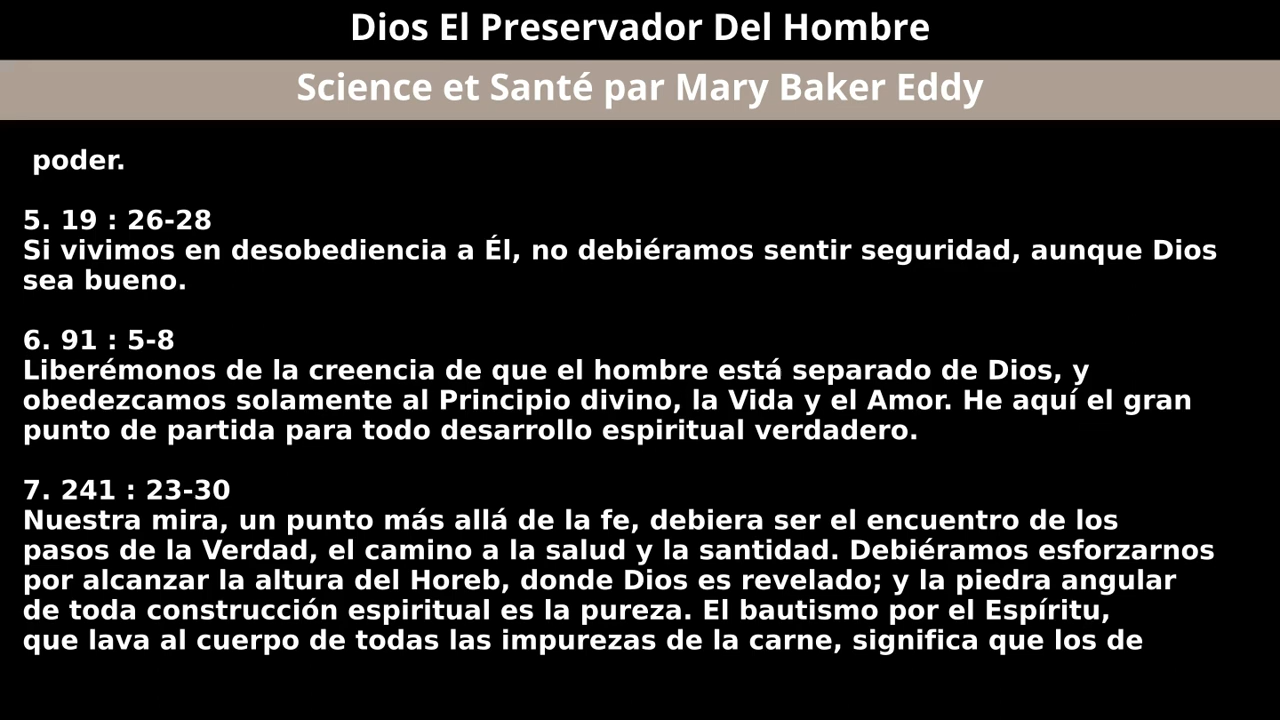 Dios El Preservador Del Hombre
Science et Santé par Mary Baker Eddy
poder.
5. 19 : 26-28
Si vivimos en desobediencia a Él, no debiéramos sentir seguridad, aunque Dios
sea bueno.
6. 91 : 5-8
Liberémonos de la creencia de que el hombre está separado de Dios, y
obedezcamos solamente al Principio divino, la Vida y el Amor. He aquí el gran
punto de partida para todo desarrollo espiritual verdadero.
7. 241 : 23-30
Nuestra mira, un punto más allá de la fe, debiera ser el encuentro de los
pasos de la Verdad, el camino a la salud y la santidad. Debiéramos esforzarnos
por alcanzar la altura del Horeb, donde Dios es revelado; y la piedra angular
de toda construcción espiritual es la pureza. El bautismo por el Espíritu,
que lava al cuerpo de todas las impurezas de la carne, significa que los de